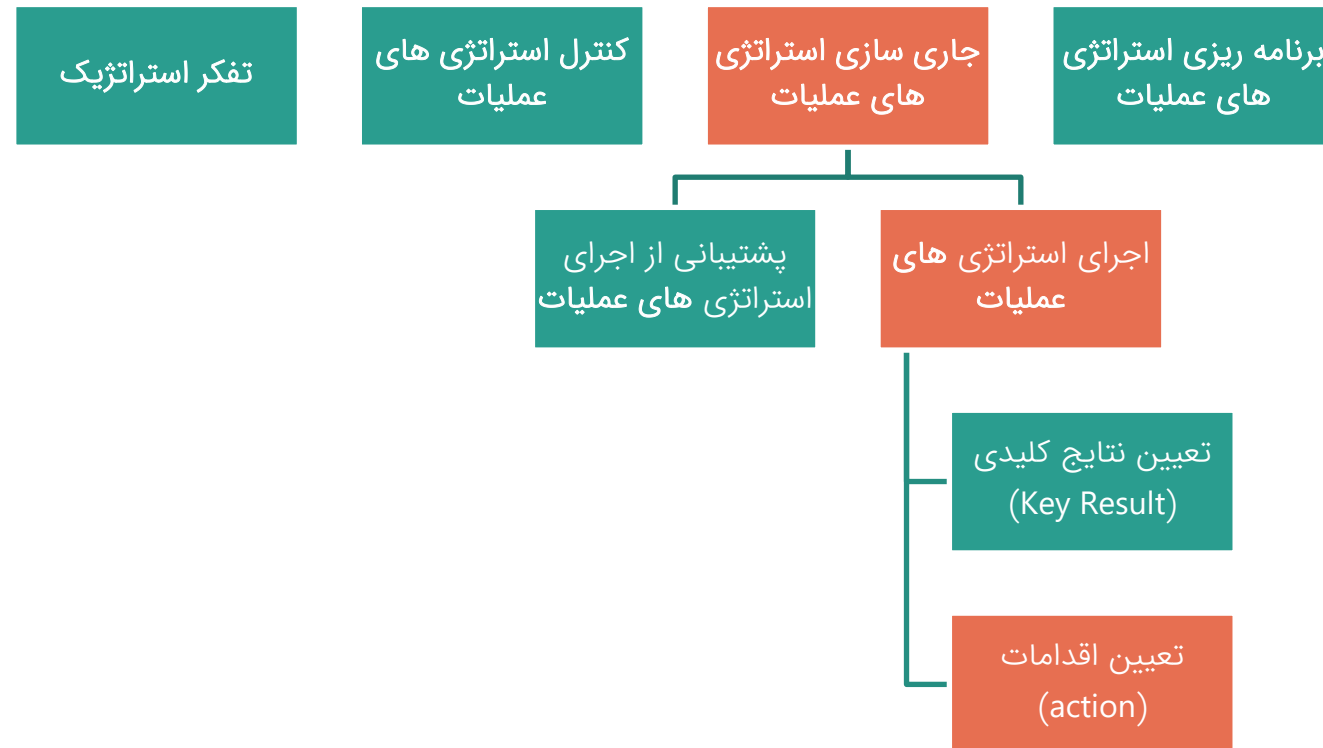 برنامه ریزی استراتژی
های عملیات
جاری سازی استراتژی
های عملیات
کنترل استراتژی های
عملیات
تفکر استراتژیک
اجرای استراتژی های
عملیات
پشتیبانی از اجرای
استراتژی های عملیات
تعیین نتایج کلیدی
(Key Result)
تعیین اقدامات
(action)